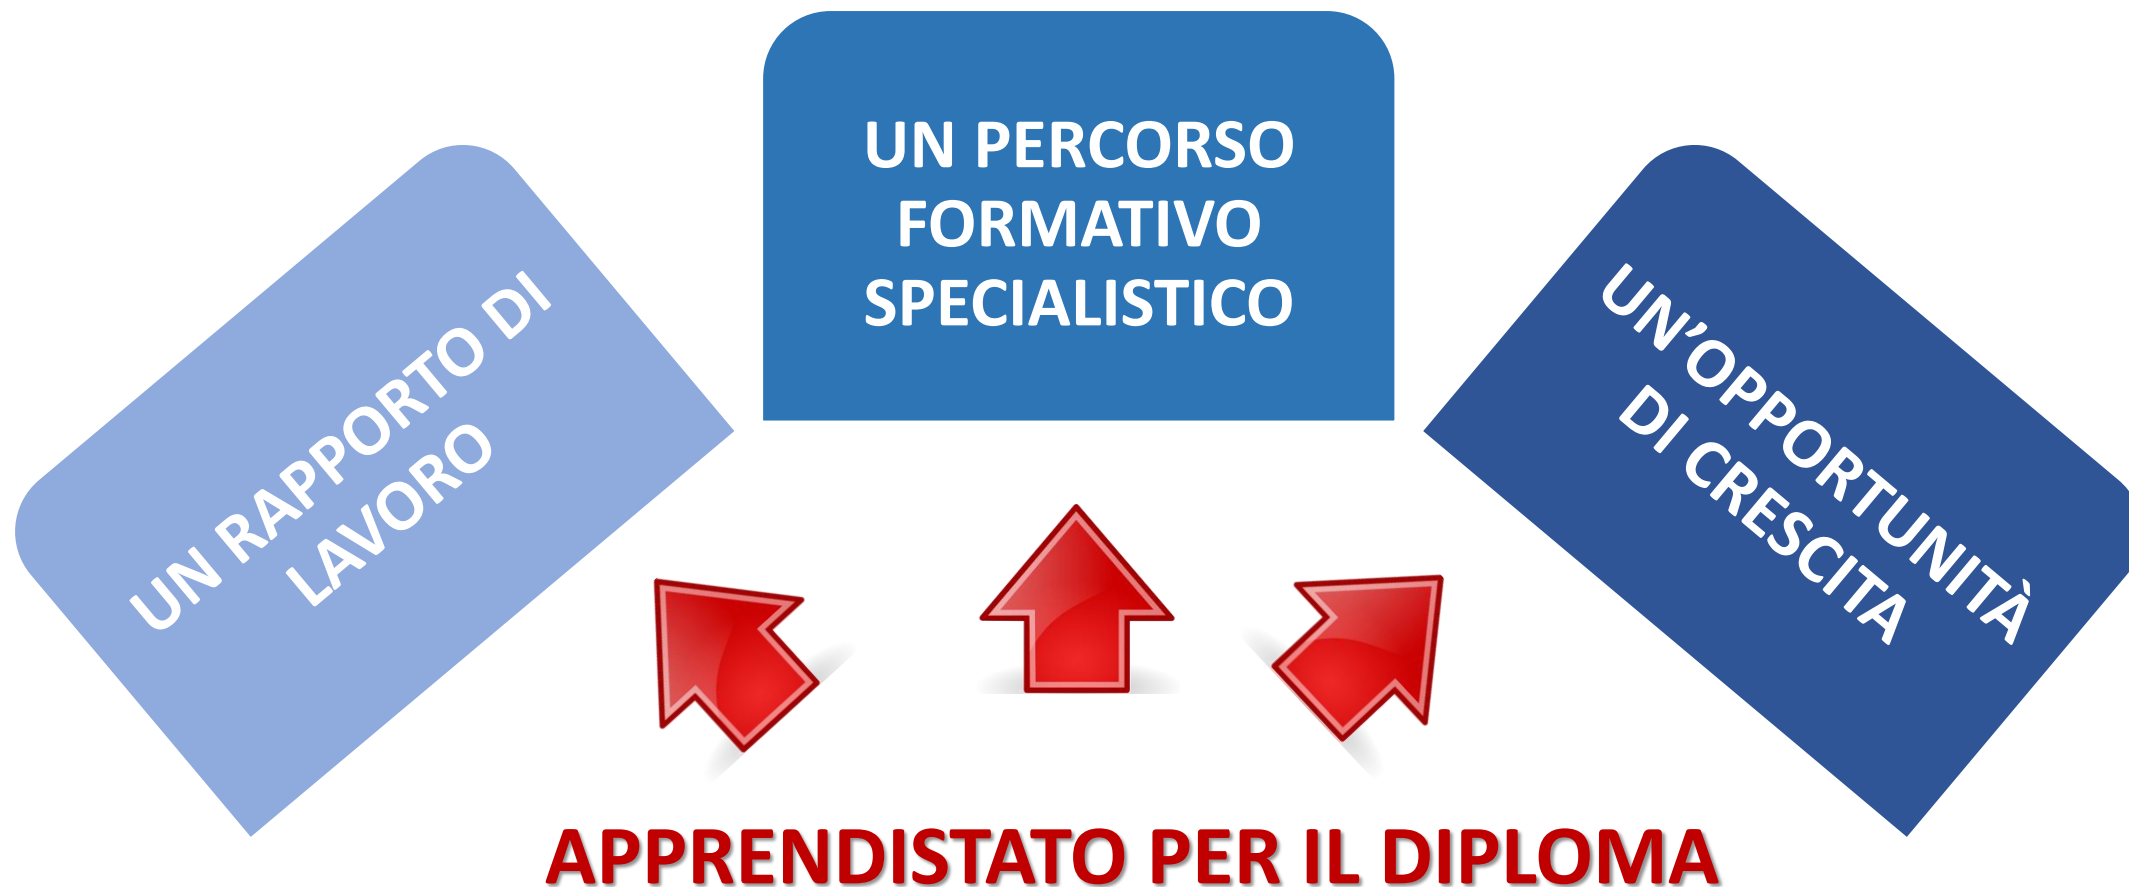 UN RAPPORTO DI
LAVORO
UN PERCORSO
FORMATIVO
SPECIALISTICO
UN’OPPORTUNITÀ
DI CRESCITA
APPRENDISTATO PER IL DIPLOMA